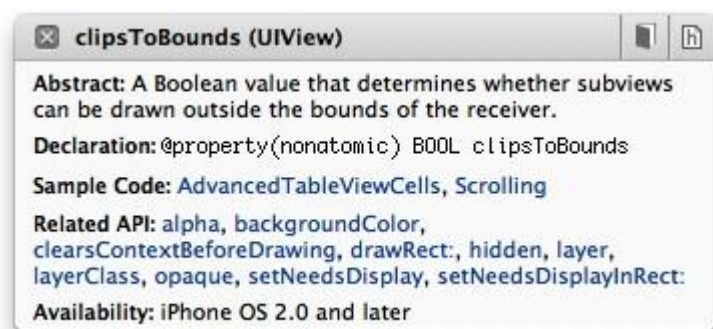 clipsToBounds (UIView)
h
Abstract: A Boolean value that determines whether subviews
can be drawn outside the bounds of the receiver.
Declaration: @property(nonatomic) BOOL clipsToBounds
Sample Code: AdvancedTableViewCells, Scrolling
Related API: alpha, backgroundColor,
clearsContextBeforeDrawing, drawRect:, hidden, layer,
layerClass, opaque, setNeedsDisplay, setNeedsDisplayInRect:
Availability: iPhone OS 2.0 and later